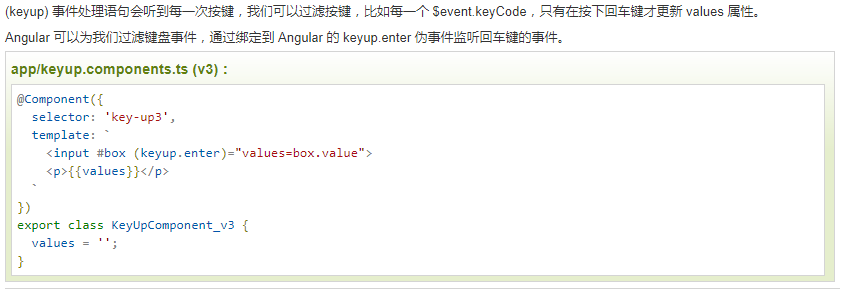 (keyup) 事件处理语句会听到每一次按键，我们可以过滤按键，比如每一个 $event.keyCode，只有在按下回车键才更新 values 属性。
Angular 可以为我们过滤键盘事件，通过绑定到 Angular 的 keyup.enter 伪事件监听回车键的事件。
app/keyup.components.ts (v3)：
@Component({
  selector: 'key-up3',
  template: `
    <input #box (keyup.enter)="values=box.value">
    <p>{{values}}</p>
  `
})
export class KeyUpComponent_v3 {
  values = '';
}